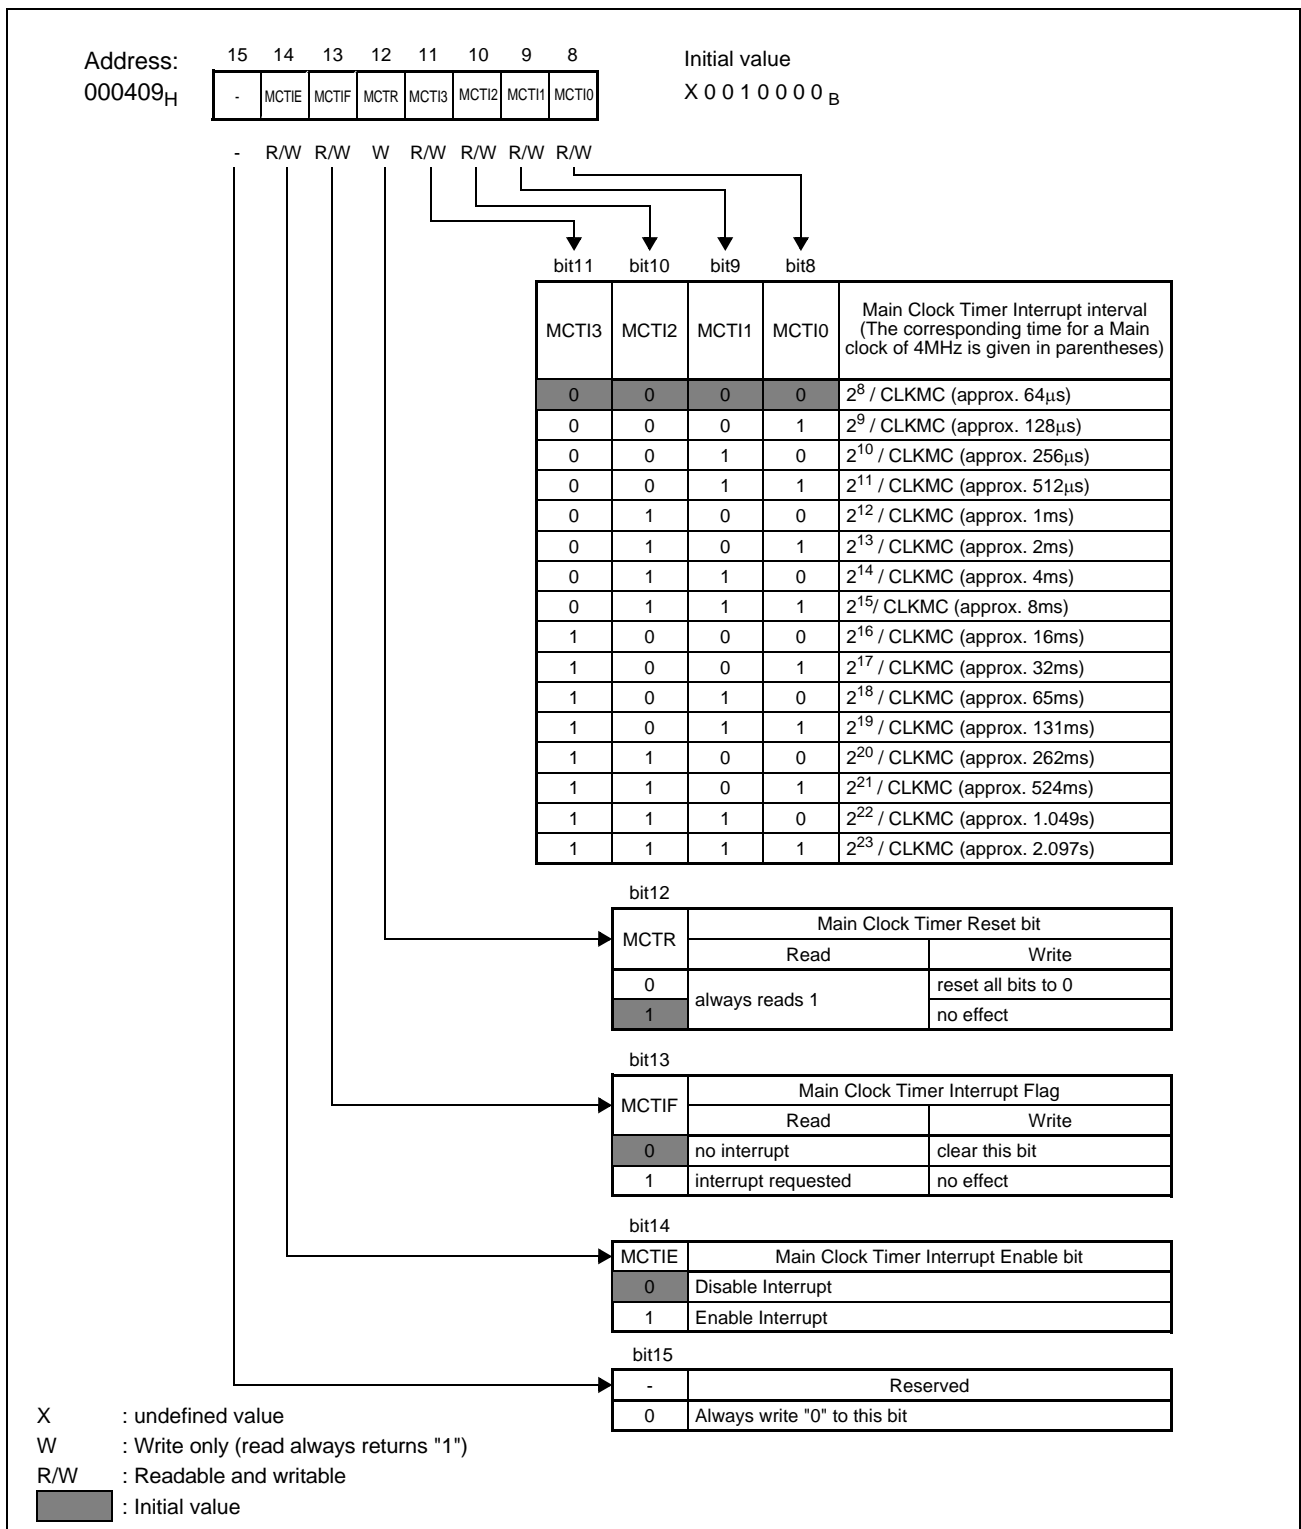 15 14 13 12 11 10 9 8 Initial value
Address:
000409H - MCTIE MCTIF MCTR MCTI3 MCTI2 MCTI1 MCTI0 X 0 0 1 0 0 0 0 B
- R/W R/W W R/W R/W R/W R/W
bit11 bit10 bit9 bit8
MCTI3 MCTI2 MCTI1 MCTI0 Main Clock Timer Interrupt interval
(The corresponding time for a Main
clock of 4MHz is given in parentheses)
0 0 0 0 2^8 / CLKMC (approx. 64µs)
0 0 0 1 2^9 / CLKMC (approx. 128µs)
0 0 1 0 2^10 / CLKMC (approx. 256µs)
0 0 1 1 2^11 / CLKMC (approx. 512µs)
0 1 0 0 2^12 / CLKMC (approx. 1ms)
0 1 0 1 2^13 / CLKMC (approx. 2ms)
0 1 1 0 2^14 / CLKMC (approx. 4ms)
0 1 1 1 2^15/ CLKMC (approx. 8ms)
1 0 0 0 2^16 / CLKMC (approx. 16ms)
1 0 0 1 2^17 / CLKMC (approx. 32ms)
1 0 1 0 2^18 / CLKMC (approx. 65ms)
1 0 1 1 2^19 / CLKMC (approx. 131ms)
1 1 0 0 2^20 / CLKMC (approx. 262ms)
1 1 0 1 2^21 / CLKMC (approx. 524ms)
1 1 1 0 2^22 / CLKMC (approx. 1.049s)
1 1 1 1 2^23 / CLKMC (approx. 2.097s)
bit12
MCTR Main Clock Timer Reset bit
Read Write
0 always reads 1 reset all bits to 0
1 no effect
bit13
MCTIF Main Clock Timer Interrupt Flag
Read Write
0 no interrupt clear this bit
1 interrupt requested no effect
bit14
MCTIE Main Clock Timer Interrupt Enable bit
0 Disable Interrupt
1 Enable Interrupt
bit15
- Reserved
0 Always write "0" to this bit
X : undefined value
W : Write only (read always returns "1")
R/W : Readable and writable
: Initial value